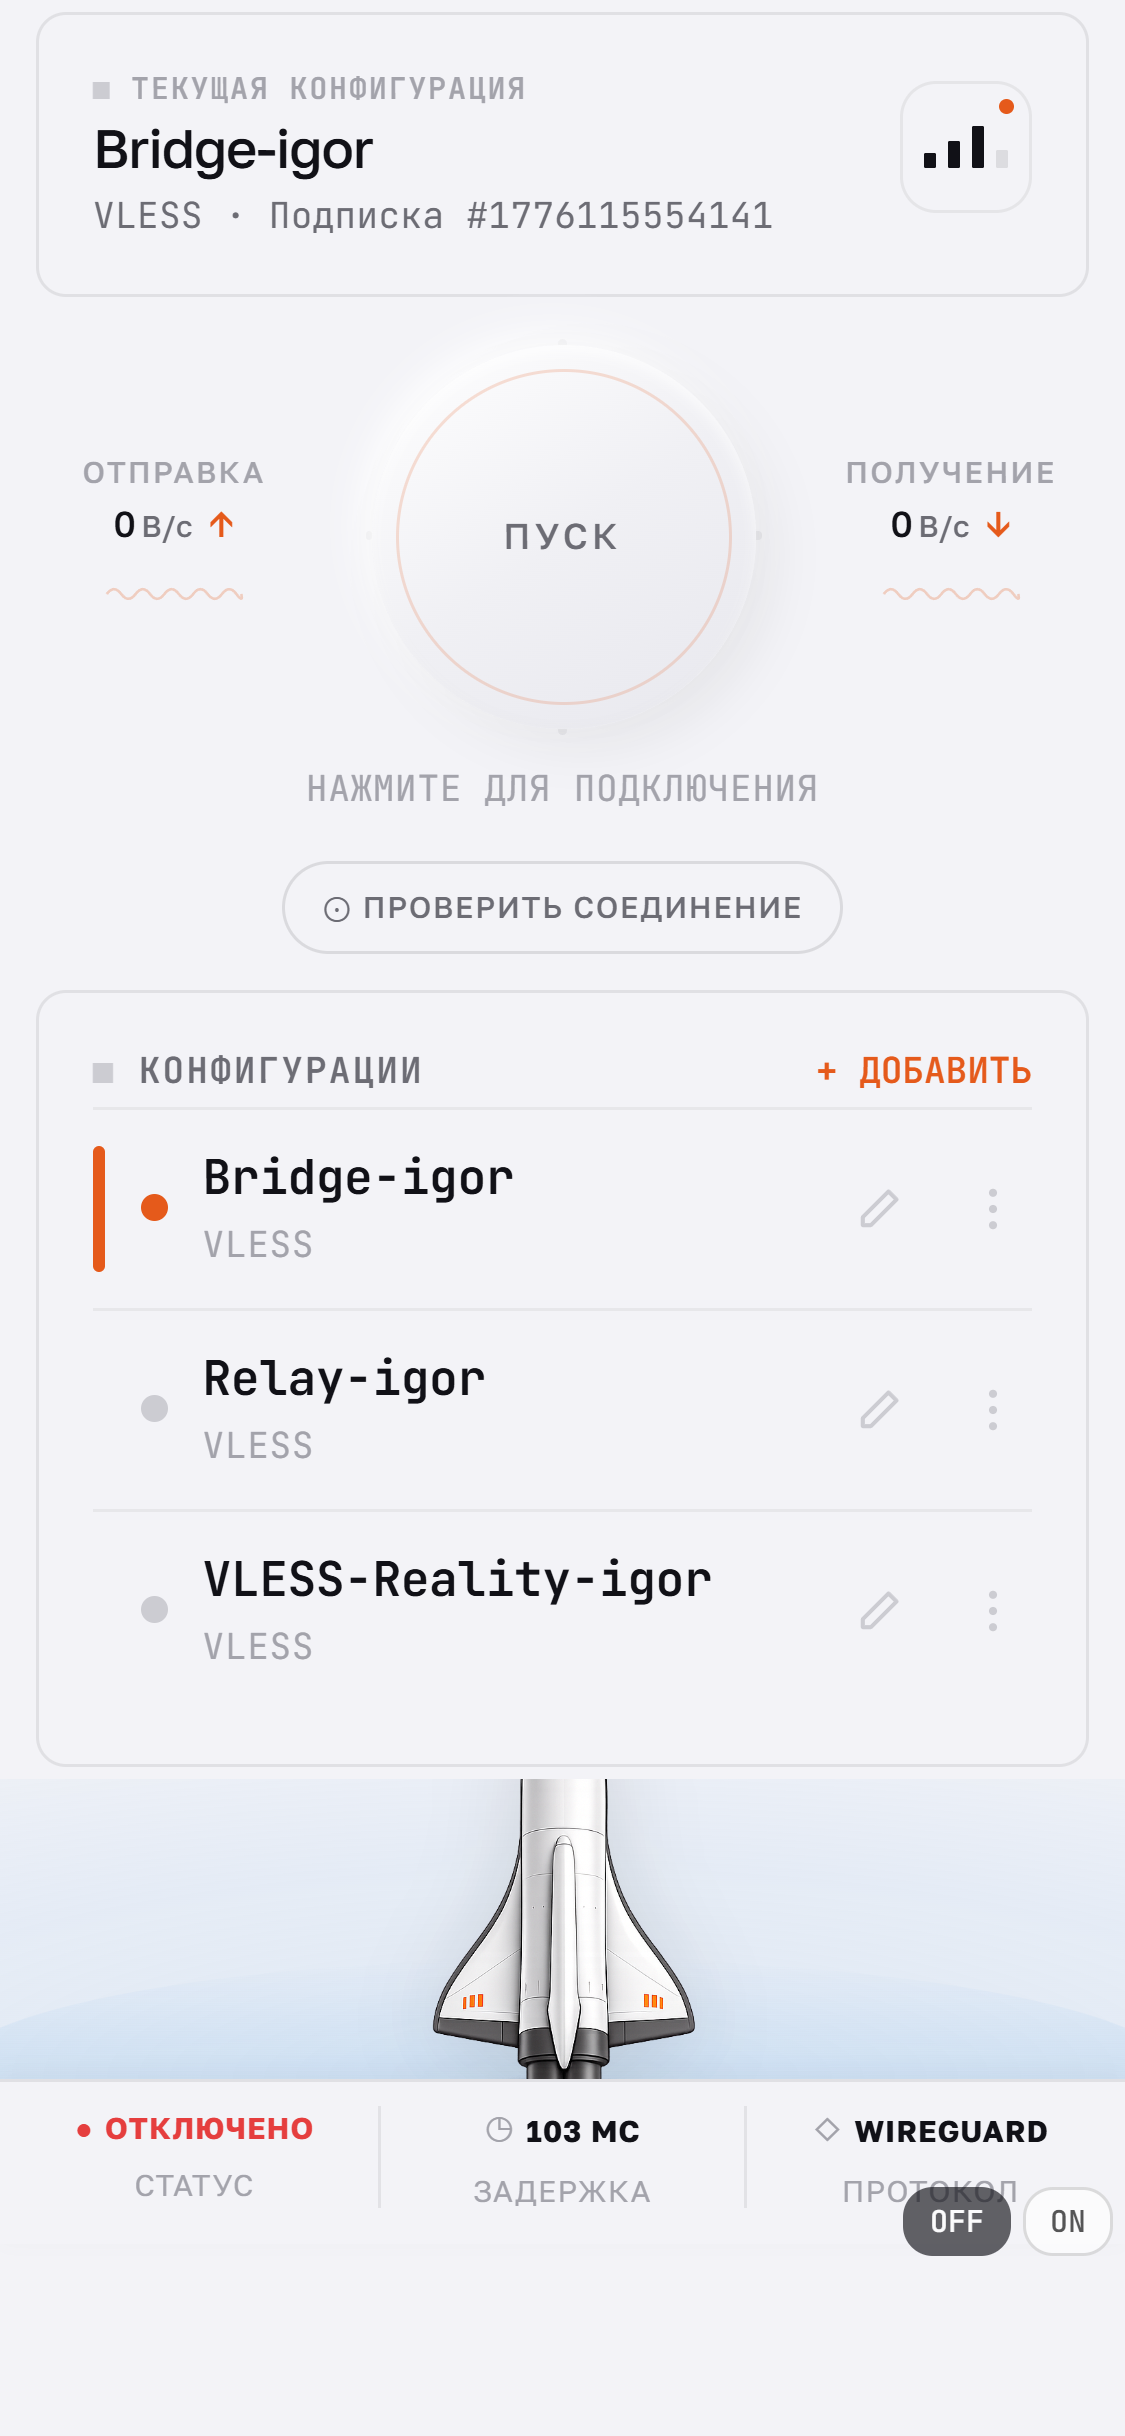 ТЕКУЩАЯ КОНФИГУРАЦИЯ
Bridge-igor
VLESS · Подписка #1776115554141
ОТПРАВКА
0 В/с ↑
ПУСК
ПОЛУЧЕНИЕ
0 В/с ↓
НАЖМИТЕ ДЛЯ ПОДКЛЮЧЕНИЯ
ПРОВЕРИТЬ СОЕДИНЕНИЕ
КОНФИГУРАЦИИ
+ ДОБАВИТЬ
Bridge-igor
VLESS
Relay-igor
VLESS
VLESS-Reality-igor
VLESS
ОТКЛЮЧЕНО
СТАТУС
103 МС
ЗАДЕРЖКА
WIREGUARD
ПРОТОКОЛ
OFF
ON